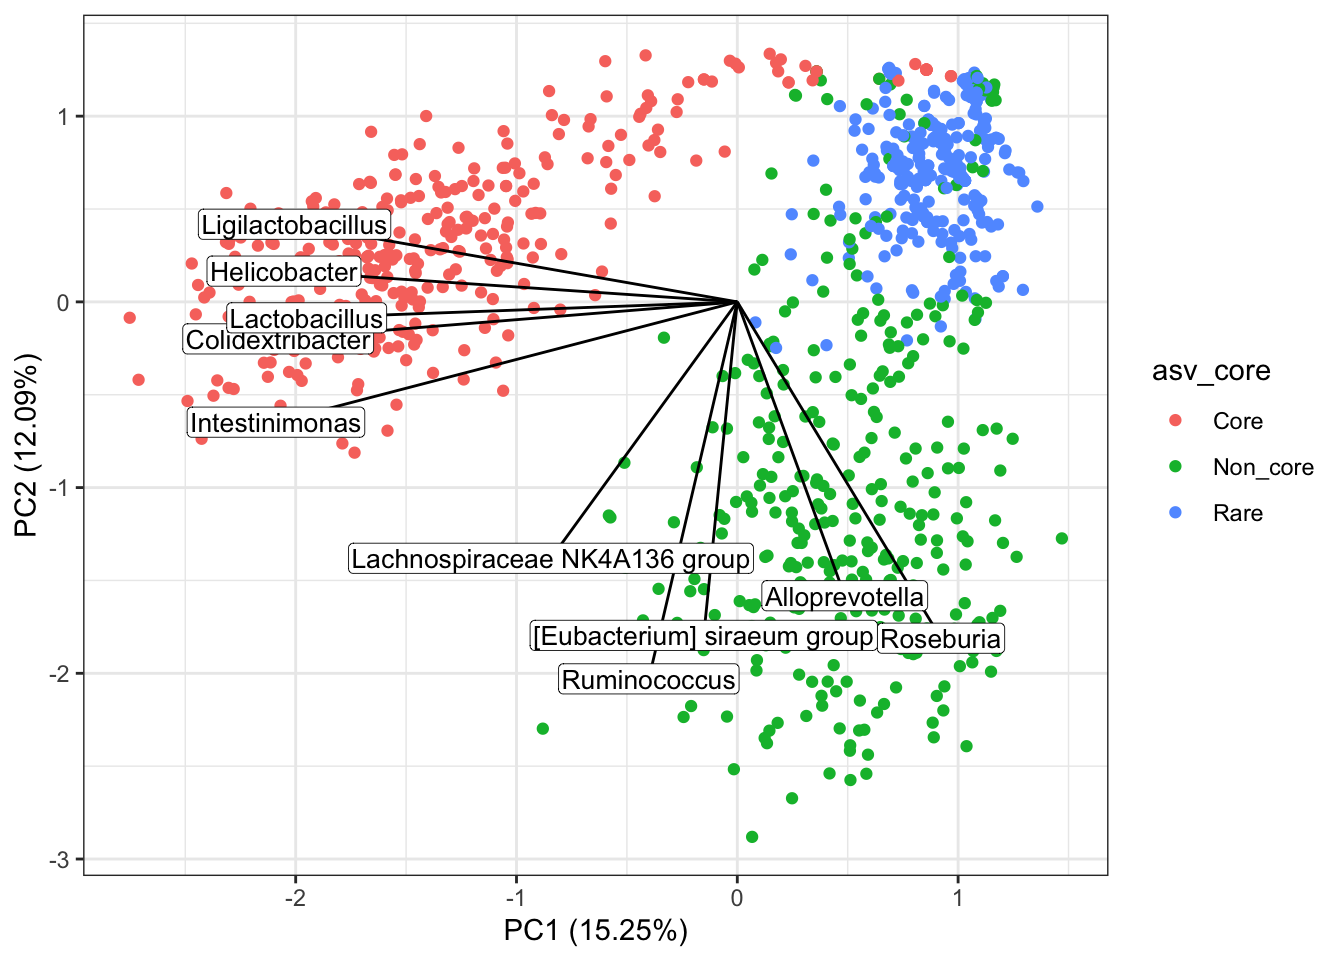 1
0
-1
-2
-3
PC2 (12.09%)
Ligilactobacillus
Helicobacter
Lactobacillus
Colidextribacter
Intestinimonas
Lachnospiraceae NK4A136 group
Alloprevotella
[Eubacterium] siraeum group
Roseburia
Ruminococcus
-2
-1
0
1
PC1 (15.25%)
asv_core
Core
Non_core
Rare